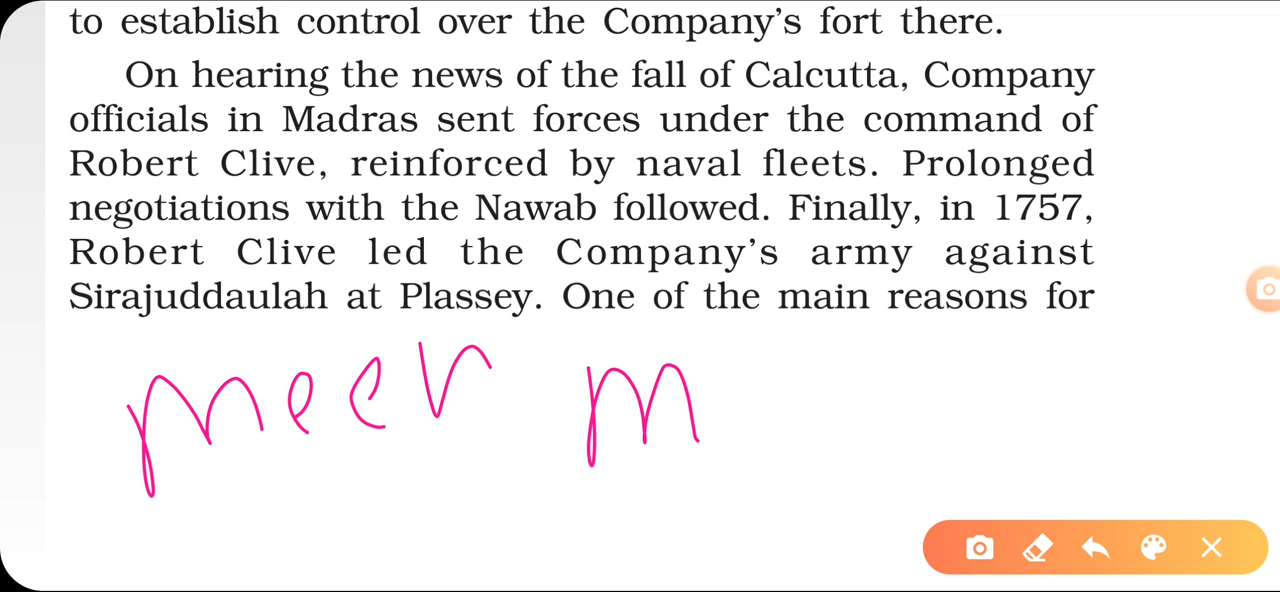 to establish control over the Company's fort there.
On hearing the news of the fall of Calcutta, Company
officials in Madras sent forces under the command of
Robert Clive, reinforced by naval fleets. Prolonged
negotiations with the Nawab followed. Finally, in 1757,
Robert Clive led the Company's army against
Sirajuddaulah at Plassey. One of the main reasons for
meer m